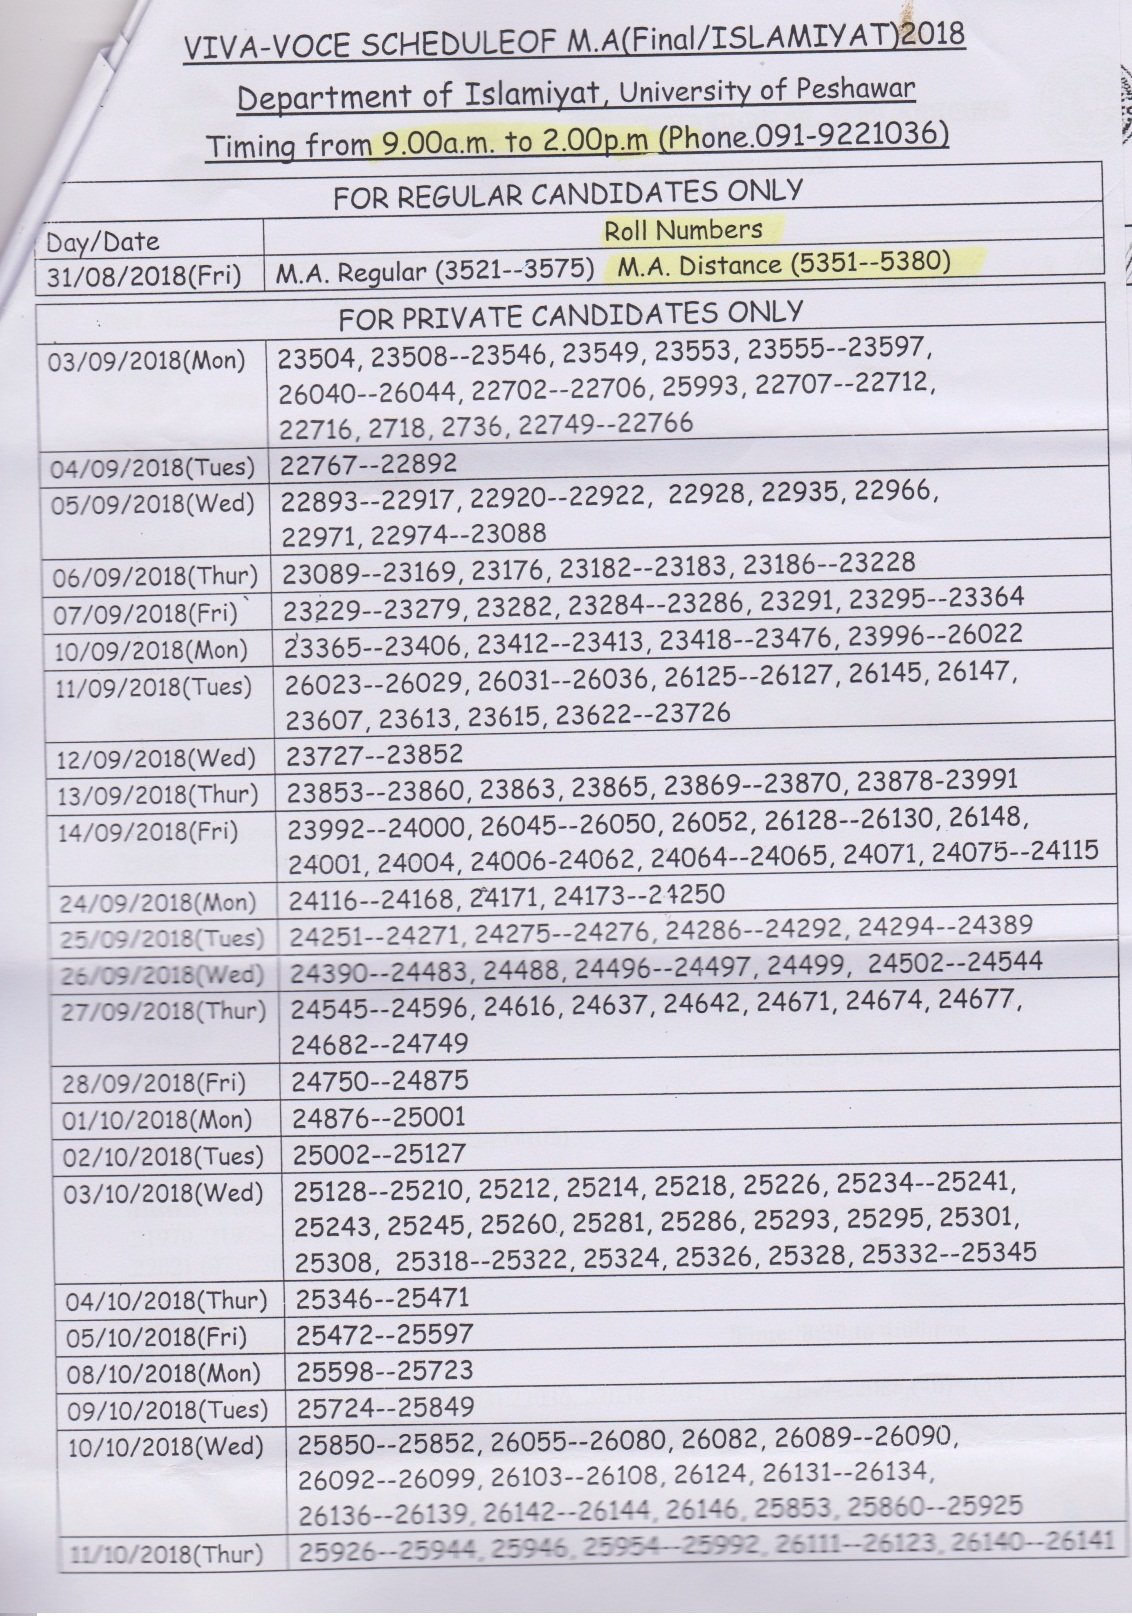 VIVA-VOCE SCHEDULEOF M.A(Final/ISLAMIYAT)2018
Department of Islamiyat, University of Peshawar
Timing from 9.00a.m. to 2.00p.m (Phone.091-9221036)
FOR REGULAR CANDIDATES ONLY
Day/Date Roll Numbers
31/08/2018(Fri) M.A. Regular (3521--3575) M.A. Distance (5351--5380)
FOR PRIVATE CANDIDATES ONLY
03/09/2018(Mon) 23504, 23508--23546, 23549, 23553, 23555--23597,
26040--26044, 22702--22706, 25993, 22707--22712,
22716, 2718, 2736, 22749--22766
04/09/2018(Tues) 22767--22892
05/09/2018(Wed) 22893--22917, 22920--22922, 22928, 22935, 22966,
22971, 22974--23088
06/09/2018(Thur) 23089--23169, 23176, 23182--23183, 23186--23228
07/09/2018(Fri) 23229--23279, 23282, 23284--23286, 23291, 23295--23364
10/09/2018(Mon) 23365--23406, 23412--23413, 23418--23476, 23996--26022
11/09/2018(Tues) 26023--26029, 26031--26036, 26125--26127, 26145, 26147,
23607, 23613, 23615, 23622--23726
12/09/2018(Wed) 23727--23852
13/09/2018(Thur) 23853--23860, 23863, 23865, 23869--23870, 23878-23991
14/09/2018(Fri) 23992--24000, 26045--26050, 26052, 26128--26130, 26148,
24001, 24004, 24006-24062, 24064--24065, 24071, 24075--24115
24/09/2018(Mon) 24116--24168, 24171, 24173--24250
25/09/2018(Tues) 24251--24271, 24275--24276, 24286--24292, 24294--24389
26/09/2018(Wed) 24390--24483, 24488, 24496--24497, 24499, 24502--24544
27/09/2018(Thur) 24545--24596, 24616, 24637, 24642, 24671, 24674, 24677,
24682--24749
28/09/2018(Fri) 24750--24875
01/10/2018(Mon) 24876--25001
02/10/2018(Tues) 25002--25127
03/10/2018(Wed) 25128--25210, 25212, 25214, 25218, 25226, 25234--25241,
25243, 25245, 25260, 25281, 25286, 25293, 25295, 25301,
25308, 25318--25322, 25324, 25326, 25328, 25332--25345
04/10/2018(Thur) 25346--25471
05/10/2018(Fri) 25472--25597
08/10/2018(Mon) 25598--25723
09/10/2018(Tues) 25724--25849
10/10/2018(Wed) 25850--25852, 26055--26080, 26082, 26089--26090,
26092--26099, 26103--26108, 26124, 26131--26134,
26136--26139, 26142--26144, 26146, 25853, 25860--25925
11/10/2018(Thur) 25926--25944, 25946, 25954--25992, 26111--26123, 26140--26141